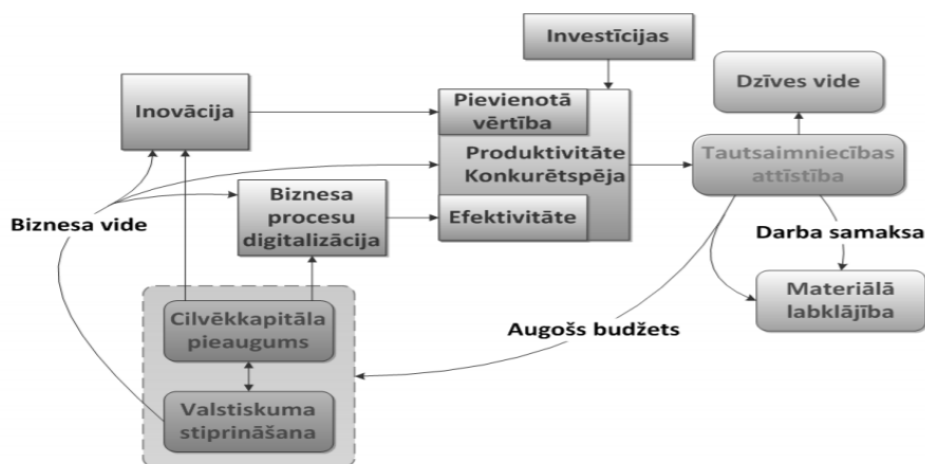 Investīcijas
Dzīves vide
Inovācija
Pievienotā
vērtība
Produktivitāte
Konkurētspēja
Tautsaimniecības
attīstība
Biznesa vide
Biznesa
procesu
digitalizācija
Efektivitāte
Darba samaksa
Materiālā
labklājība
Cilvēkkapitāla
pieaugums
Augošs budžets
Valstiskuma
stiprināšana